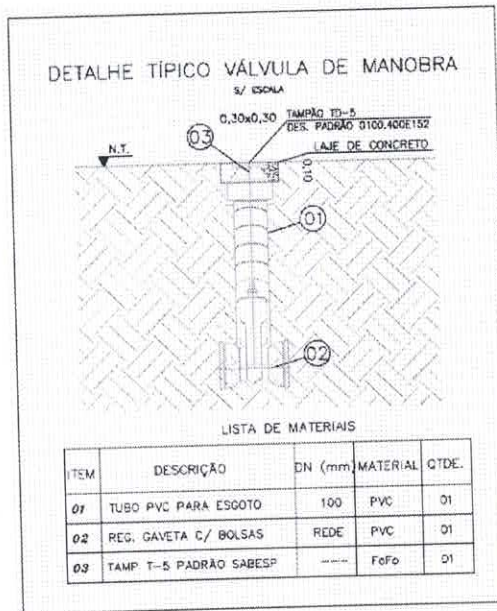 DETALHE TÍPICO VÁLVULA DE MANOBRA
S/ ESCALA
0,30x0,30
TAMPÃO TD-5
DES. PADRÃO 0100.400E152
LAJE DE CONCRETO
N.T.
03
0,10
01
02
LISTA DE MATERIAIS
ITEM DESCRIÇÃO DN (mm) MATERIAL QTDE.
01 TUBO PVC PARA ESGOTO 100 PVC 01
02 REG. GAVETA C/ BOLSAS REDE PVC 01
03 TAMP. T-5 PADRÃO SABESP ---- FoFo 01